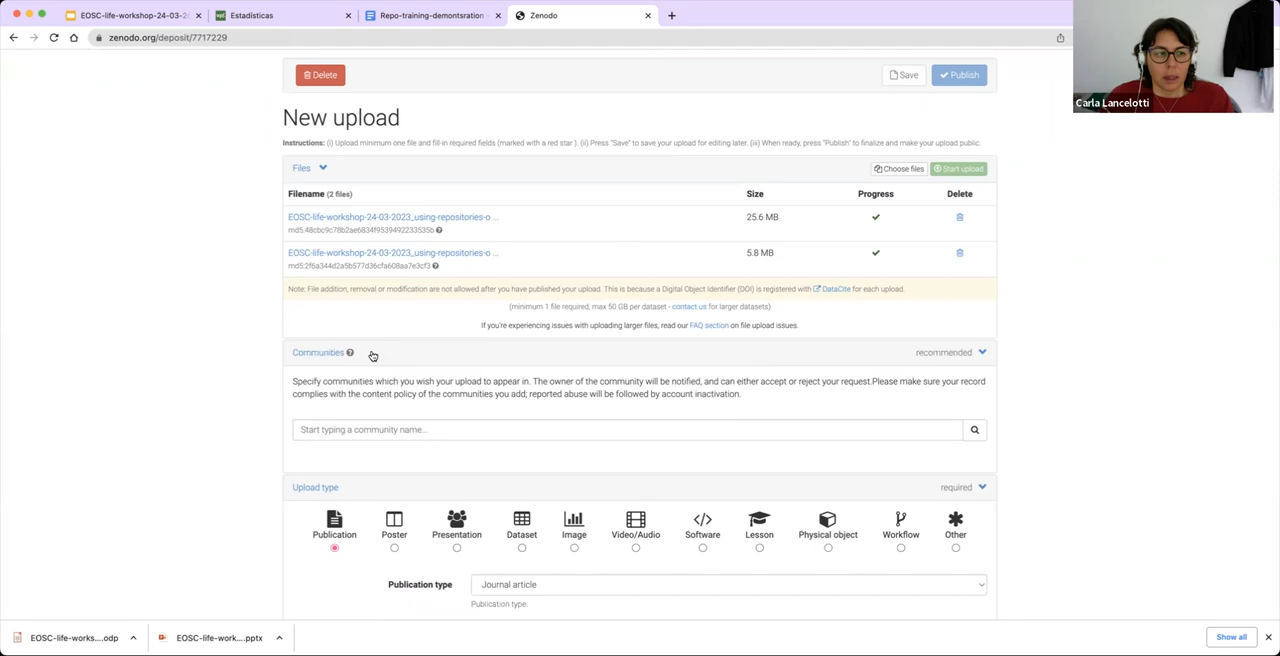 EOSC-life-workshop-24-03-2
Estadísticas
Repo-training-demontsration
Zenodo
zenodo.org/deposit/7717229
Carla Lancelotti
Delete
Save
Publish
New upload
Instructions: (i) Upload minimum one file and fill-in required fields (marked with a red star ). (ii) Press "Save" to save your upload for editing later. (iii) When ready, press "Publish" to finalize and make your upload public.
Files
Choose files
Start upload
Filename (2 files)
Size
Progress
Delete
EOSC-life-workshop-24-03-2023_using-repositories-o ...
25.6 MB
md5:48cbc9c78b2ae6834f9539492233535b
EOSC-life-workshop-24-03-2023_using-repositories-o ...
5.8 MB
md5:2f6a344d2a5b577d36cfa608aa7e3cf3
Note: File addition, removal or modification are not allowed after you have published your upload. This is because a Digital Object Identifier (DOI) is registered with DataCite for each upload.
(minimum 1 file required, max 50 GB per dataset - contact us for larger datasets)
If you're experiencing issues with uploading larger files, read our FAQ section on file upload issues.
Communities
recommended
Specify communities which you wish your upload to appear in. The owner of the community will be notified, and can either accept or reject your request.Please make sure your record
complies with the content policy of the communities you add; reported abuse will be followed by account inactivation.
Start typing a community name...
Upload type
required
Publication
Poster
Presentation
Dataset
Image
Video/Audio
Software
Lesson
Physical object
Workflow
Other
Publication type
Journal article
Publication type.
EOSC-life-works....odp
EOSC-life-work....pptx
Show all